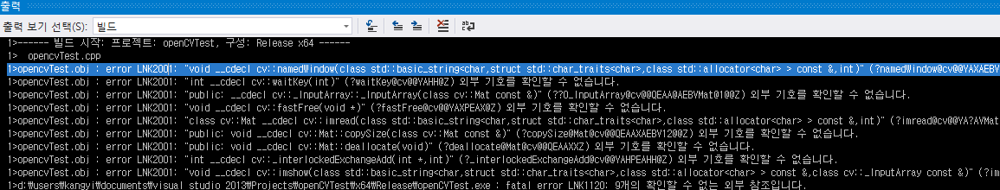 출력
출력 보기 선택(S): 빌드
1>------ 빌드 시작: 프로젝트: openCVTest, 구성: Release x64 ------
1>  opencvTest.cpp
1>opencvTest.obj : error LNK2001: "void __cdecl cv::namedWindow(class std::basic_string<char,struct std::char_traits<char>,class std::allocator<char> > const &,int)" (?namedWindow@cv@@YAXAEBV
1>opencvTest.obj : error LNK2001: "int __cdecl cv::waitKey(int)" (?waitKey@cv@@YAHH@Z) 외부 기호를 확인할 수 없습니다.
1>opencvTest.obj : error LNK2001: "public: __cdecl cv::_InputArray::_InputArray(class cv::Mat const &)" (??0_InputArray@cv@@QEAA@AEBVMat@1@@Z) 외부 기호를 확인할 수 없습니다.
1>opencvTest.obj : error LNK2001: "void __cdecl cv::fastFree(void *)" (?fastFree@cv@@YAXPEAX@Z) 외부 기호를 확인할 수 없습니다.
1>opencvTest.obj : error LNK2001: "class cv::Mat __cdecl cv::imread(class std::basic_string<char,struct std::char_traits<char>,class std::allocator<char> > const &,int)" (?imread@cv@@YA?AVMat
1>opencvTest.obj : error LNK2001: "public: void __cdecl cv::Mat::copySize(class cv::Mat const &)" (?copySize@Mat@cv@@QEAAXAEBV12@@Z) 외부 기호를 확인할 수 없습니다.
1>opencvTest.obj : error LNK2001: "public: void __cdecl cv::Mat::deallocate(void)" (?deallocate@Mat@cv@@QEAAXXZ) 외부 기호를 확인할 수 없습니다.
1>opencvTest.obj : error LNK2001: "int __cdecl cv::_interlockedExchangeAdd(int *,int)" (?_interlockedExchangeAdd@cv@@YAHPEAHH@Z) 외부 기호를 확인할 수 없습니다.
1>opencvTest.obj : error LNK2001: "void __cdecl cv::imshow(class std::basic_string<char,struct std::char_traits<char>,class std::allocator<char> > const &,class cv::_InputArray const &)" (?im
1>d:₩users₩kangyi₩documents₩visual studio 2013₩Projects₩openCVTest₩x64₩Release₩openCVTest.exe : fatal error LNK1120: 9개의 확인할 수 없는 외부 참조입니다.